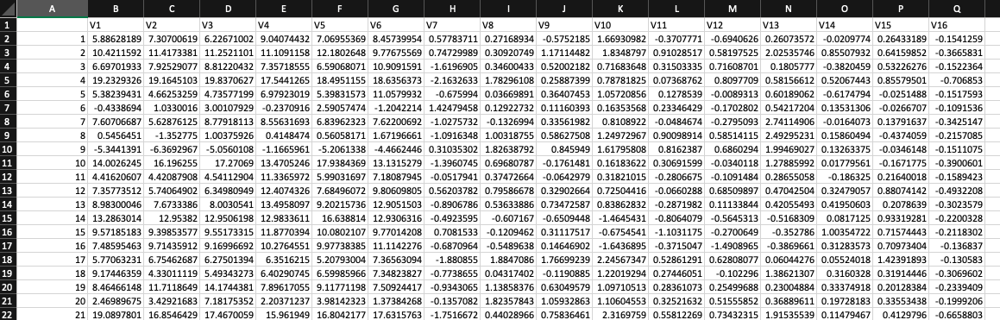 A B C D E F G H I J K L M N O P Q
1 V1 V2 V3 V4 V5 V6 V7 V8 V9 V10 V11 V12 V13 V14 V15 V16
2 1 5.88628189 7.30700619 6.22671002 9.04074432 7.06955369 8.45739954 0.57783711 0.27168934 -0.5752185 1.66930982 -0.3707771 -0.6940626 0.26073572 -0.0209774 0.26433189 -0.1541259
3 2 10.4211592 11.4173381 11.2521101 11.1091158 12.1802648 9.77675569 0.74729989 0.30920749 1.17114482 1.8348797 0.91028517 0.58197525 2.02535746 0.85507932 0.64159852 -0.3665831
4 3 6.69701933 7.92529077 8.81220432 7.35718555 6.59068071 10.9091591 -1.6196905 0.34600433 0.52002182 0.71683648 0.31503335 0.71608701 0.1805777 -0.3820459 0.53226276 -0.1522364
5 4 19.2329326 19.1645103 19.8370627 17.5441265 18.4951155 18.6356373 -2.1632633 1.78296108 0.25887399 0.78781825 0.07368762 0.8097709 0.58156612 0.52067443 0.85579501 -0.706853
6 5 5.38239431 4.66253259 4.73577199 6.97923019 5.39831573 11.0579932 -0.675994 0.03669891 0.36407453 1.05720856 0.1278539 -0.0089313 0.60189062 -0.6174794 -0.0251488 -0.1517593
7 6 -0.4338694 1.0330016 3.00107929 -0.2370916 2.59057474 -1.2042214 1.42479458 0.12922732 0.11160393 0.16353568 0.23346429 -0.1702802 0.54217204 0.13531306 -0.0266707 -0.1091536
8 7 7.60706687 5.62876125 8.77918113 8.55631693 6.83962323 7.62200692 -1.0275732 -0.1326994 0.33561982 0.8108922 -0.0484674 -0.2795093 2.74114906 -0.0164073 0.13791637 -0.3425147
9 8 0.5456451 -1.352775 1.00375926 0.4148474 0.56058171 1.67196661 -1.0916348 1.00318755 0.58627508 1.24972967 0.90098914 0.58514115 2.49295231 0.15860494 -0.4374059 -0.2157085
10 9 -5.3441391 -6.3692967 -5.0560108 -1.1665961 -5.2061338 -4.4662446 0.31035302 1.82638792 0.845949 1.61795808 0.8162387 0.6860294 1.99469027 0.13263375 -0.0346148 -0.1511075
11 10 14.0026245 16.196255 17.27069 13.4705246 17.9384369 13.1315279 -1.3960745 0.69680787 -0.1761481 0.16183622 0.30691599 -0.0340118 1.27885992 0.01779561 -0.1671775 -0.3900601
12 11 4.41620607 4.42087908 4.54112904 11.3365972 5.99031697 7.18087945 -0.0517941 0.37472664 -0.0642979 0.31821015 -0.2806675 -0.1091484 0.28655058 -0.186325 0.21640018 -0.1589423
13 12 7.35773512 5.74064902 6.34980949 12.4074326 7.68496072 9.80609805 0.56203782 0.79586678 0.32902664 0.72504416 -0.0660288 0.68509897 0.47042504 0.32479057 0.88074142 -0.4932208
14 13 8.98300046 7.6733386 8.0030541 13.4958097 9.20215736 12.9051503 -0.8906786 0.53633886 0.73472587 0.83862832 -0.2871982 0.11133844 0.42055493 0.41950603 0.2078639 -0.3023579
15 14 13.2863014 12.95382 12.9506198 12.9833611 16.638814 12.9306316 -0.4923595 -0.607167 -0.6509448 -1.4645431 -0.8064079 -0.5645313 -0.5168309 0.0817125 0.93319281 -0.2200328
16 15 9.57185183 9.39853577 9.55173315 11.8770394 10.0802107 9.77014208 0.7081533 -0.1209462 0.31117517 -0.6754541 -1.1031175 -0.2700649 -0.352786 1.00354722 0.71574443 -0.2118302
17 16 7.48595463 9.71435912 9.16996692 10.2764551 9.97738385 11.1142276 -0.6870964 -0.5489638 0.14646902 -1.6436895 -0.3715047 -1.4908965 -0.3869661 0.31283573 0.70973404 -0.136837
18 17 5.77063231 6.75462687 6.27501394 6.3516215 5.20793004 7.36563094 -1.880855 1.8847086 1.76699239 2.24567347 0.52861291 0.62808077 0.06044276 0.05524018 1.42391893 -0.130583
19 18 9.17446359 4.33011119 5.49343273 6.40290745 6.59985966 7.34823827 -0.7738655 0.04317402 -0.1190885 1.22019294 0.27446051 -0.102296 1.38621307 0.3160328 0.31914446 -0.3069602
20 19 8.46466148 11.7118649 14.1744381 7.89617055 9.11771198 7.50924417 -0.9343065 1.13858376 0.63049579 1.09710513 0.28361073 0.25499688 0.23004884 0.33374918 0.20128384 -0.2339409
21 20 2.46989675 3.42921683 7.18175352 2.20371237 3.98142323 1.37384268 -0.1357082 1.82357843 1.05932863 1.10604553 0.32521632 0.51555852 0.36889611 0.19728183 0.33553438 -0.1999206
22 21 19.0897801 16.8546429 17.4670059 15.961949 16.8042177 17.6315763 -1.7516672 0.44028966 0.75836461 2.3169759 0.55812269 0.73432315 1.91535539 0.11479467 0.4129796 -0.6658803